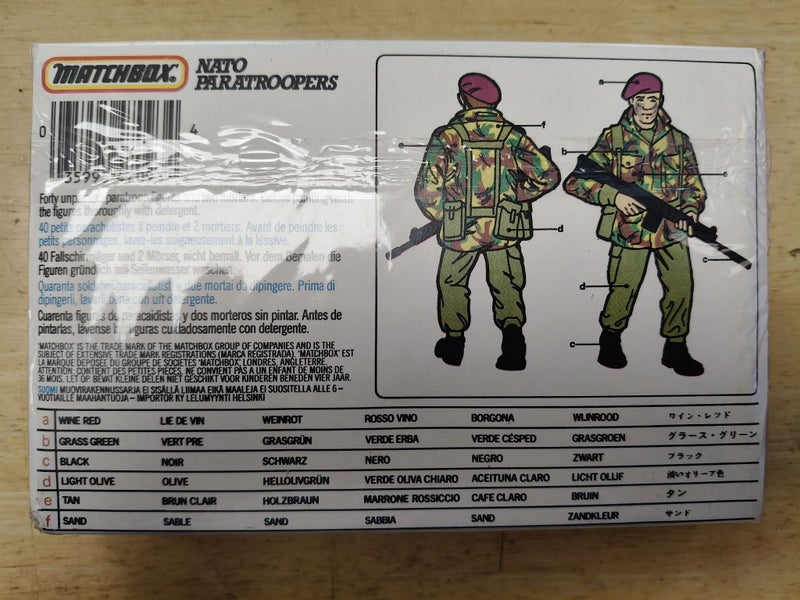 MATCHBOX
NATO
PARATROOPERS
0
4
3599
Forty paratroop two mortars. Before painting wash
the figures thoroughly with detergent.
40 petits parachutistes à peindre et 2 mortiers. Avant de peindre les
petits personnages, lavez-les soigneusement à la lessive.
40 Fallschirmjäger und 2 Mörser, nicht bemalt. Vor dem Bemalen die
Figuren gründlich mit Seifenwasser waschen.
Quaranta soldatini paracadutisti due mortai da dipingere. Prima di
dipingerli, con un detergente.
Cuarenta figuras de paracaidistas y dos morteros sin pintar. Antes de
pintarlas, lávense las figuras cuidadosamente con detergente.
'MATCHBOX' IS THE TRADE MARK OF THE MATCHBOX GROUP OF COMPANIES AND IS THE
SUBJECT OF EXTENSIVE TRADE MARK REGISTRATIONS (MARCA REGISTRADA). 'MATCHBOX' EST
LA MARQUE DEPOSEE DU GROUPE DE SOCIETES 'MATCHBOX', LONDRES, ANGLETERRE.
ATTENTION: CONTIENT DES PETITES PIECES. NE CONVIENT PAS A UN ENFANT DE MOINS DE
36 MOIS. LET OP. BEVAT KLEINE DELEN NIET GESCHIKT VOOR KINDEREN BENEDEN VIER JAAR.
SUOMI MUOVIRAKENNUSSARJA EI SISÄLLÄ LIIMAA EIKÄ MAALEJA EI SUOSITELLA ALLE 6–
VUOTIAILLE MAAHANTUOJA – IMPORTOR KY LELUMYYNTI HELSINKI
a
f
e
b
e
d
c
c
d
c
a WINE RED LIE DE VIN WEINROT ROSSO VINO BORGONA WIJNROOD ワイン・レッド
b GRASS GREEN VERT PRE GRASGRÜN VERDE ERBA VERDE CÉSPED GRASGROEN グラース・グリーン
c BLACK NOIR SCHWARZ NERO NEGRO ZWART ブラック
d LIGHT OLIVE OLIVE HELLOLIVGRÜN VERDE OLIVA CHIARO ACEITUNA CLARO LICHT OLIJF 浅いオリーブ色
e TAN BRUN CLAIR HOLZBRAUN MARRONE ROSSICCIO CAFE CLARO BRUIN タン
f SAND SABLE SAND SABBIA SAND ZANDKLEUR サンド